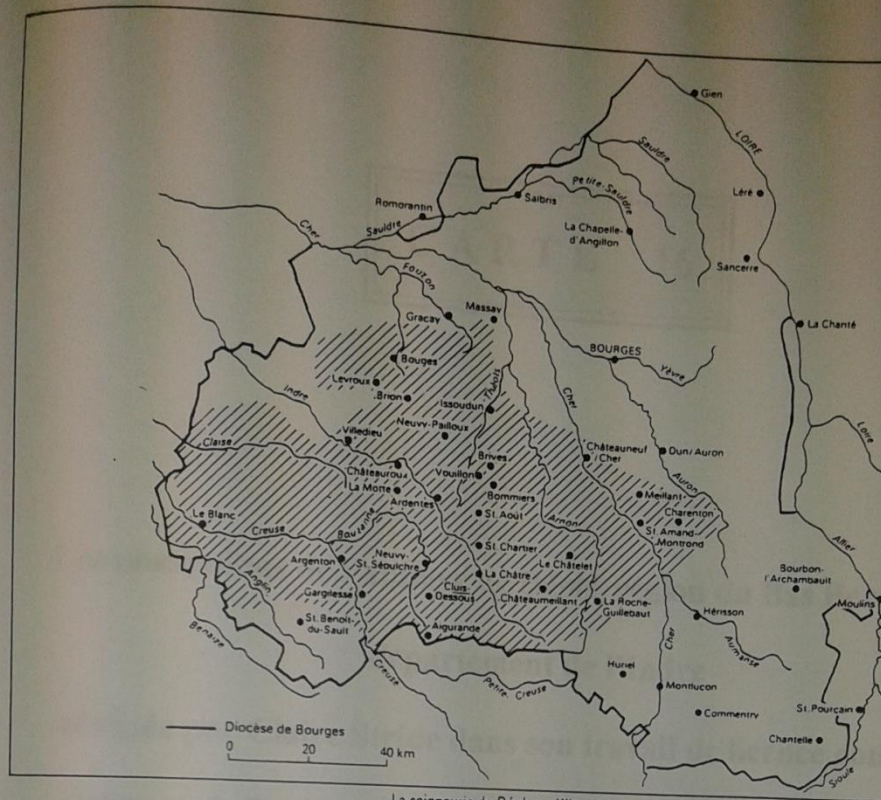 Gien
LOIRE
Sauldre
Petite-Sauldre
Léré
Romorantin
Salbris
Sauldre
La Chapelle-
d'Angillon
Cher
Sancerre
Fouzon
Massay
Gracay
La Charité
BOURGES
Bouges
Yèvre
Levroux
Brion
Théols
Cher
Indre
Issoudun
Neuvy-Pailloux
Villedieu
Loire
Claise
Châteauneuf
/Cher
Dun/Auron
Brives
Châteauroux
Vouillon
Auron
La Motte
Bommiers
Meillant
Ardentes
Charenton
Le Blanc
St. Août
Arnon
Creuse
Bouzanne
St. Amand-
Montrond
Allier
St. Chartier
Neuvy-
St. Sépulchre
Argenton
Le Châtelet
Bourbon-
l'Archambault
Anglin
La Châtre
Gargilesse
Cluis-
Dessous
Châteaumeillant
La Roche-
Guillebaut
Moulins
Hérisson
St. Benoit-
du-Sault
Aigurande
Benaize
Cher
Aumanse
Creuse
Huriel
Petite Creuse
Montlucon
Commentry
St. Pourçain
Diocèse de Bourges
Chantelle
0 20 40 km
Sioule